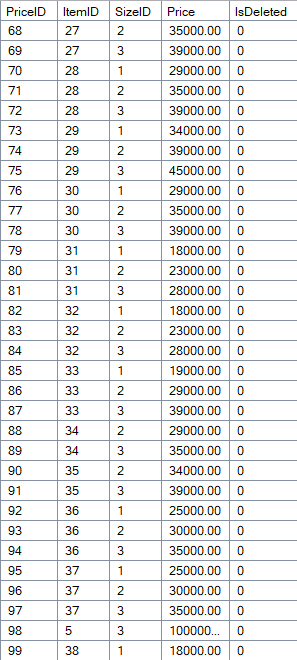 PriceID ItemID SizeID Price IsDeleted
68 27 2 35000.00 0
69 27 3 39000.00 0
70 28 1 29000.00 0
71 28 2 35000.00 0
72 28 3 39000.00 0
73 29 1 34000.00 0
74 29 2 39000.00 0
75 29 3 45000.00 0
76 30 1 29000.00 0
77 30 2 35000.00 0
78 30 3 39000.00 0
79 31 1 18000.00 0
80 31 2 23000.00 0
81 31 3 28000.00 0
82 32 1 18000.00 0
83 32 2 23000.00 0
84 32 3 28000.00 0
85 33 1 19000.00 0
86 33 2 29000.00 0
87 33 3 39000.00 0
88 34 2 29000.00 0
89 34 3 35000.00 0
90 35 2 34000.00 0
91 35 3 39000.00 0
92 36 1 25000.00 0
93 36 2 30000.00 0
94 36 3 35000.00 0
95 37 1 25000.00 0
96 37 2 30000.00 0
97 37 3 35000.00 0
98 5 3 100000... 0
99 38 1 18000.00 0